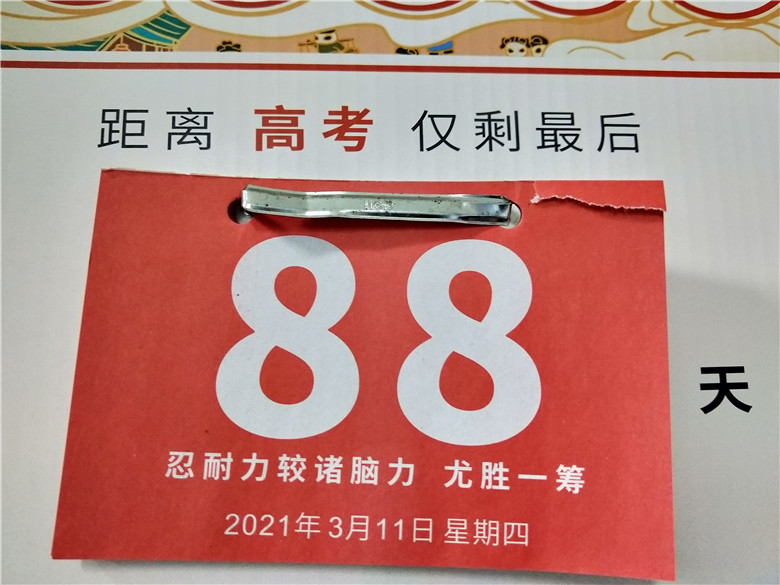 距离 高考 仅剩最后
88
天
忍耐力较诸脑力 尤胜一筹
2021年3月11日 星期四